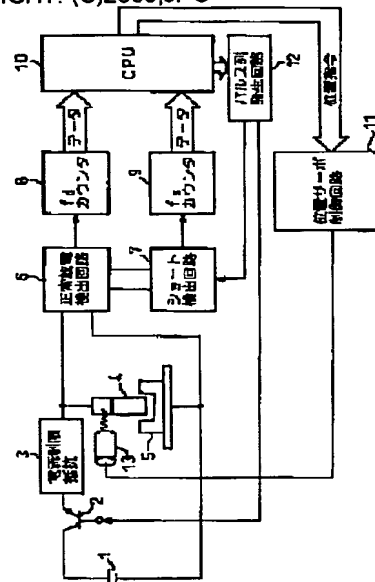 RIGHT: (C)2000,JPO
10
CPU
データ
データ
パルス列
発生回路
12
位置指令
8
fd
カウンタ
9
fs
カウンタ
11
位置サーボ
制御回路
6
正常放電
検出回路
7
ショート
検出回路
3
電流制限
抵抗
4
13
5
2
1